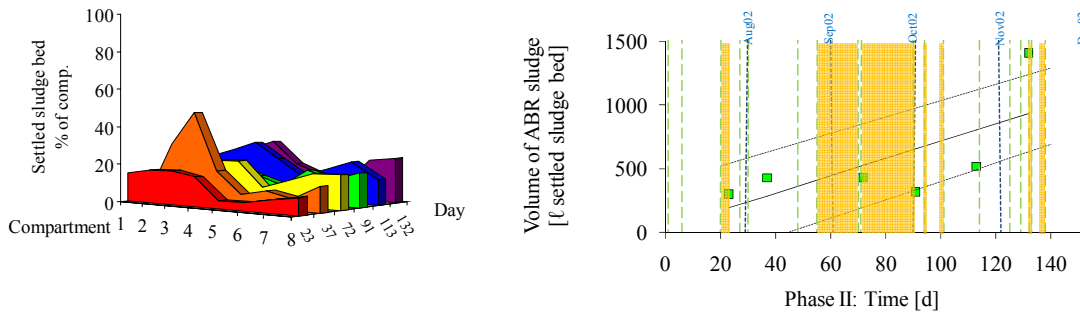 100
80
60
40
20
0
Settled sludge bed
% of comp.
1 2 3 4 5 6 7 8
Compartment
23 37 72 91 113 132
Day
Aug02 Sep02 Oct02 Nov02
1500
1000
500
0
Volume of ABR sludge
[ℓ settled sludge bed]
0 20 40 60 80 100 120 140
Phase II: Time [d]